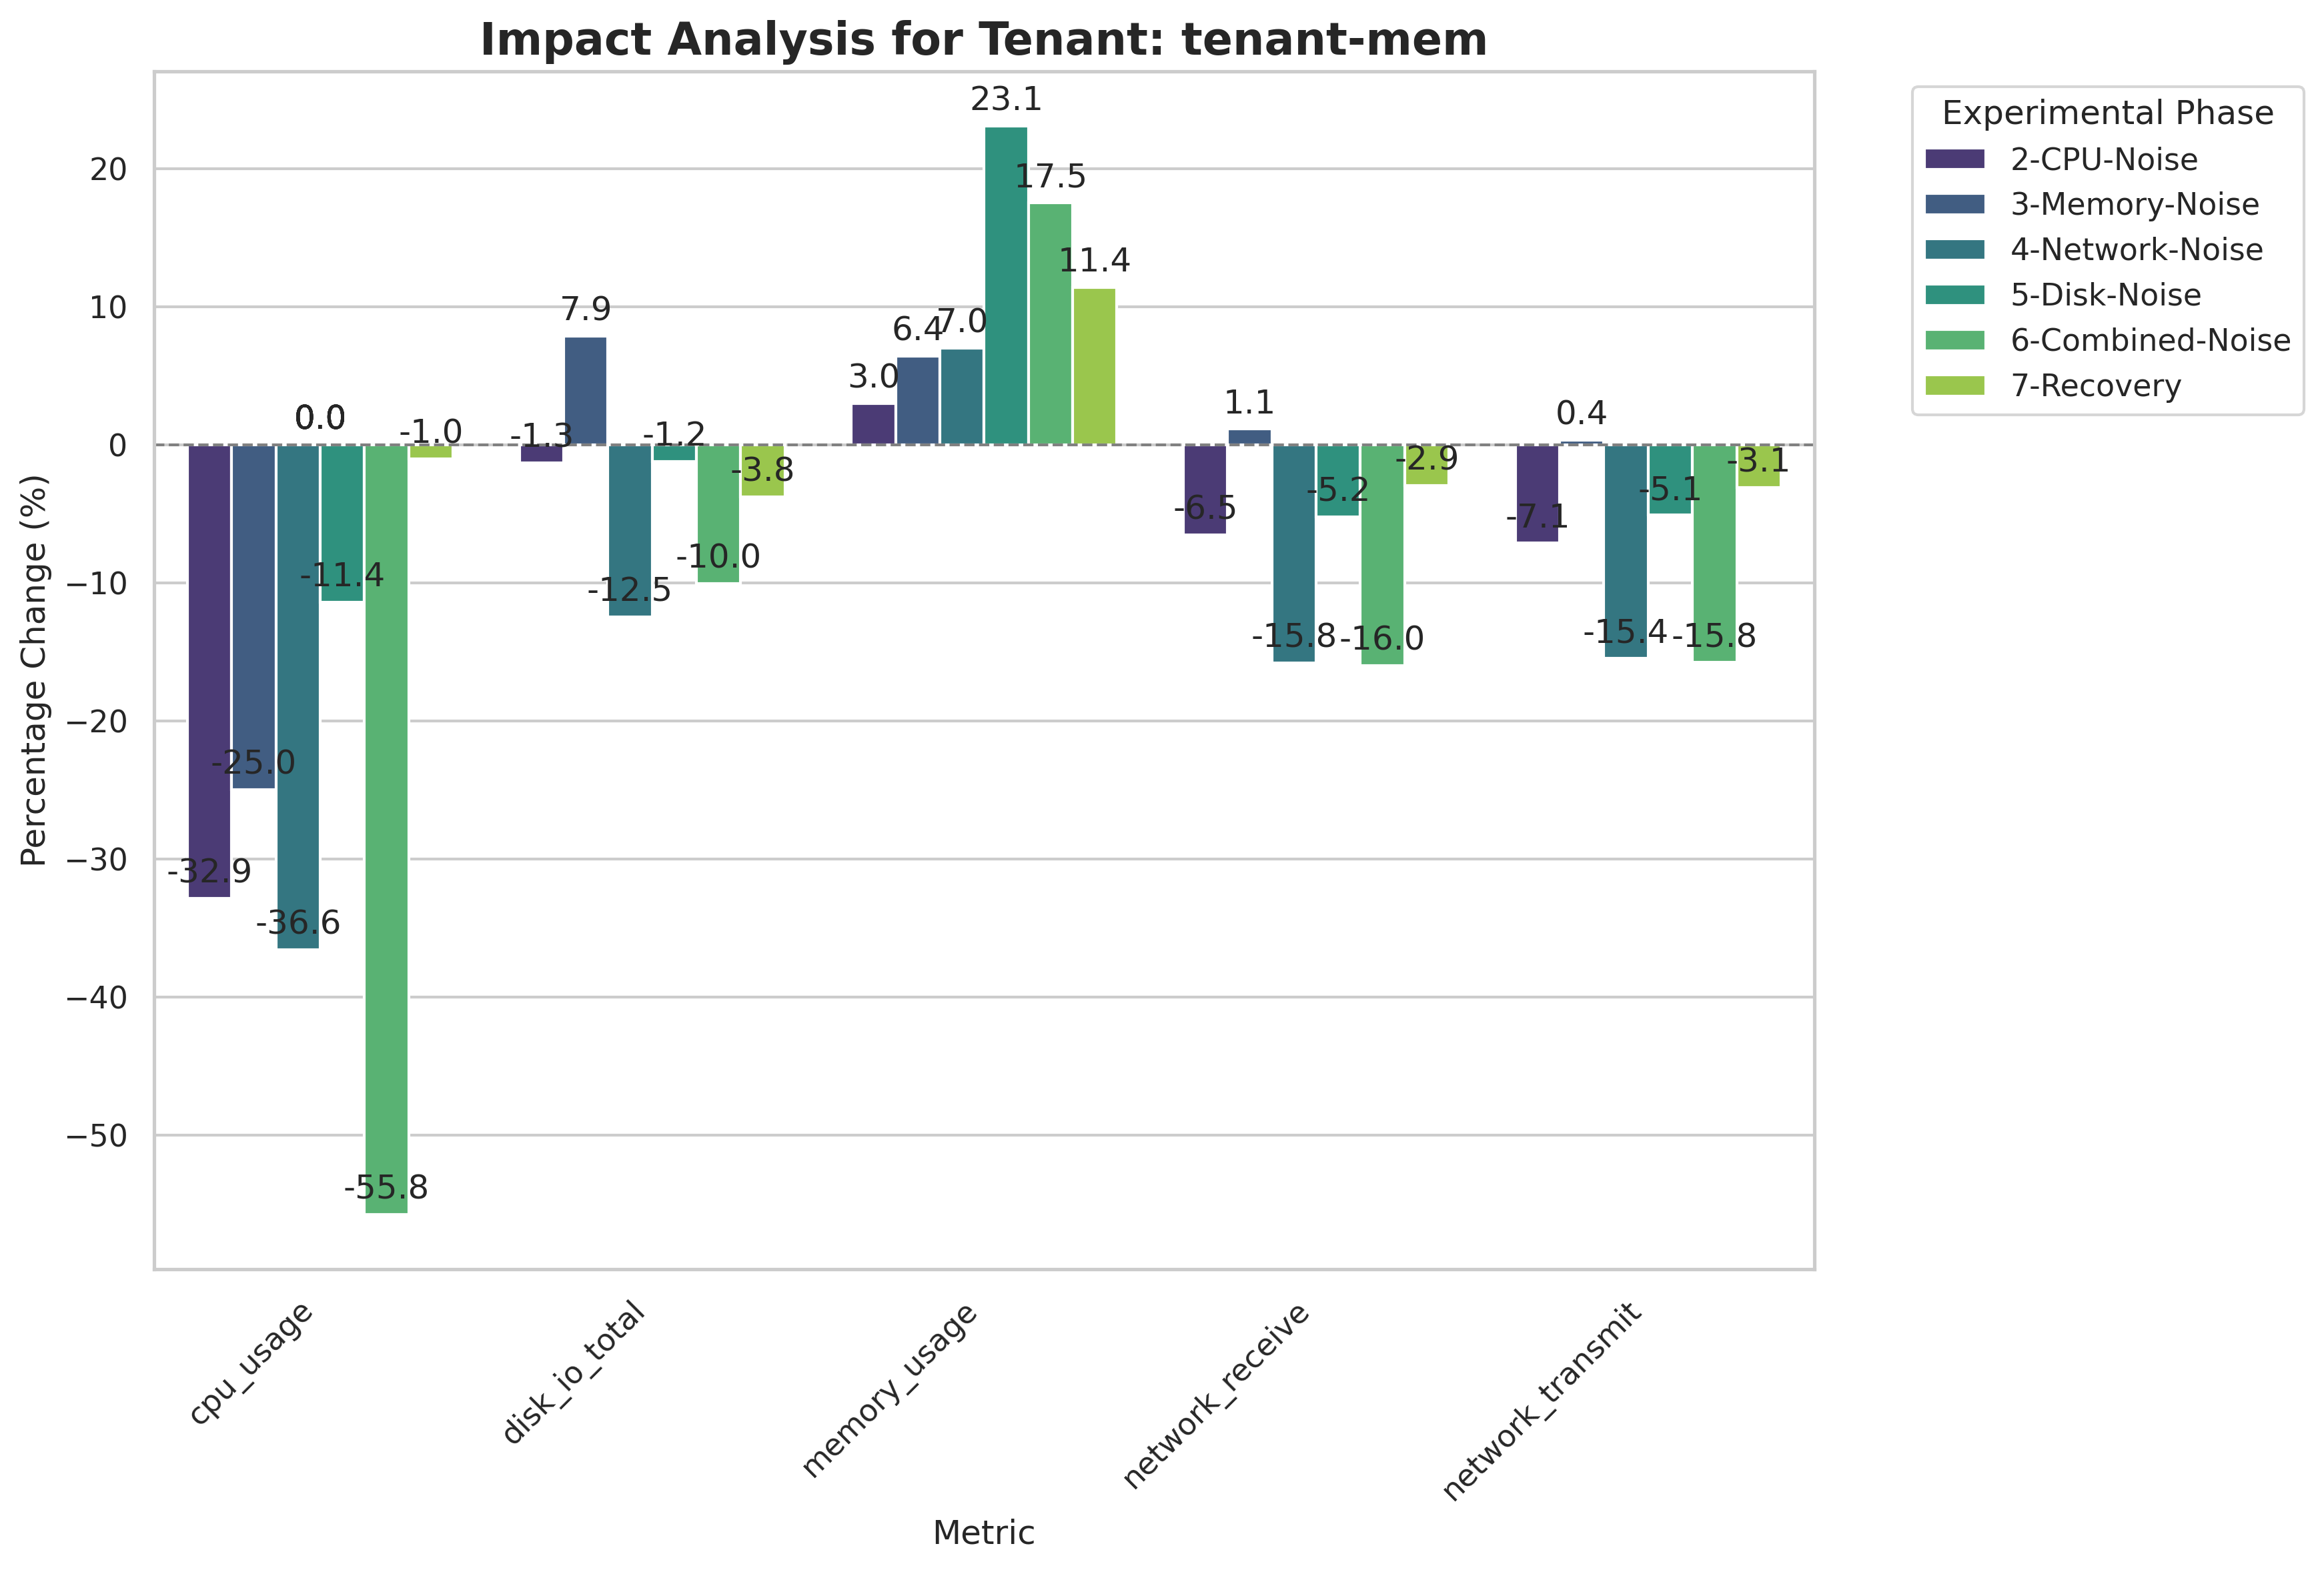 Impact Analysis for Tenant: tenant-mem
Experimental Phase
2-CPU-Noise
3-Memory-Noise
4-Network-Noise
5-Disk-Noise
6-Combined-Noise
7-Recovery
Percentage Change (%)
20
10
0
−10
−20
−30
−40
−50
-32.9
-25.0
-36.6
0.0
-11.4
-55.8
-1.0
-1.3
7.9
-12.5
-1.2
-10.0
-3.8
3.0
6.4
7.0
23.1
17.5
11.4
-6.5
1.1
-15.8
-5.2
-16.0
-2.9
-7.1
0.4
-15.4
-5.1
-15.8
-3.1
cpu_usage
disk_io_total
memory_usage
network_receive
network_transmit
Metric